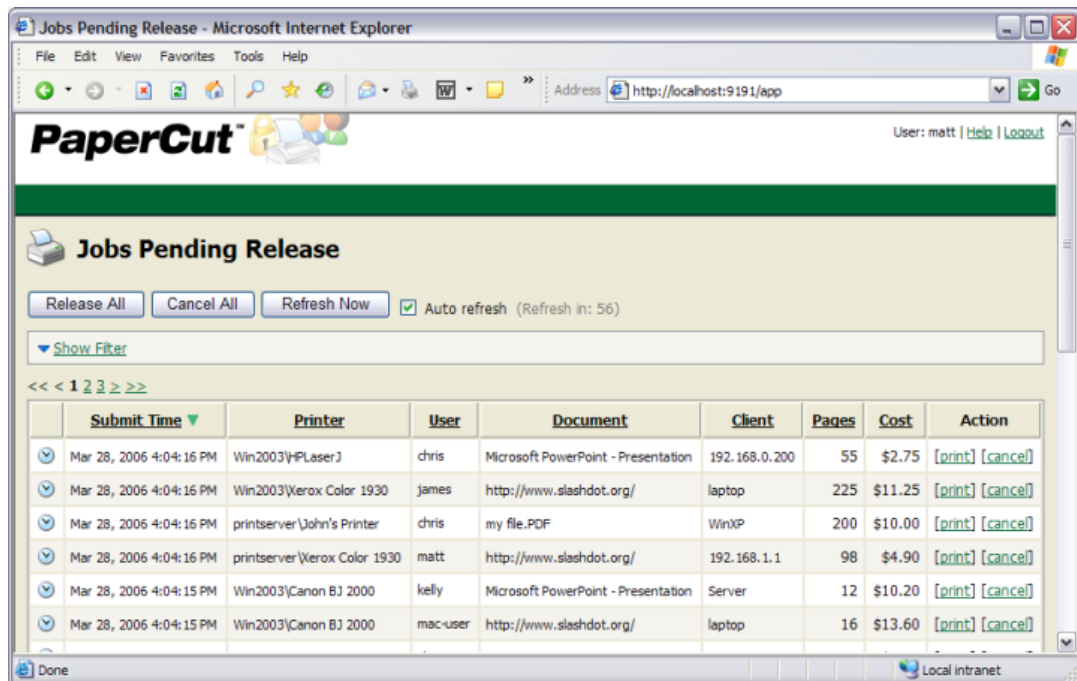 Jobs Pending Release - Microsoft Internet Explorer
File Edit View Favorites Tools Help
Address http://localhost:9191/app Go
PaperCut™
User: matt | Help | Logout
Jobs Pending Release
Release All Cancel All Refresh Now Auto refresh (Refresh in: 56)
Show Filter
<< < 1 2 3 > >>
Submit Time Printer User Document Client Pages Cost Action
Mar 28, 2006 4:04:16 PM Win2003\HPLaserJ chris Microsoft PowerPoint - Presentation 192.168.0.200 55 $2.75 [print] [cancel]
Mar 28, 2006 4:04:16 PM Win2003\Xerox Color 1930 james http://www.slashdot.org/ laptop 225 $11.25 [print] [cancel]
Mar 28, 2006 4:04:16 PM printserver\John's Printer chris my file.PDF WinXP 200 $10.00 [print] [cancel]
Mar 28, 2006 4:04:16 PM printserver\Xerox Color 1930 matt http://www.slashdot.org/ 192.168.1.1 98 $4.90 [print] [cancel]
Mar 28, 2006 4:04:15 PM Win2003\Canon BJ 2000 kelly Microsoft PowerPoint - Presentation Server 12 $10.20 [print] [cancel]
Mar 28, 2006 4:04:15 PM Win2003\Canon BJ 2000 mac-user http://www.slashdot.org/ laptop 16 $13.60 [print] [cancel]
Done Local intranet